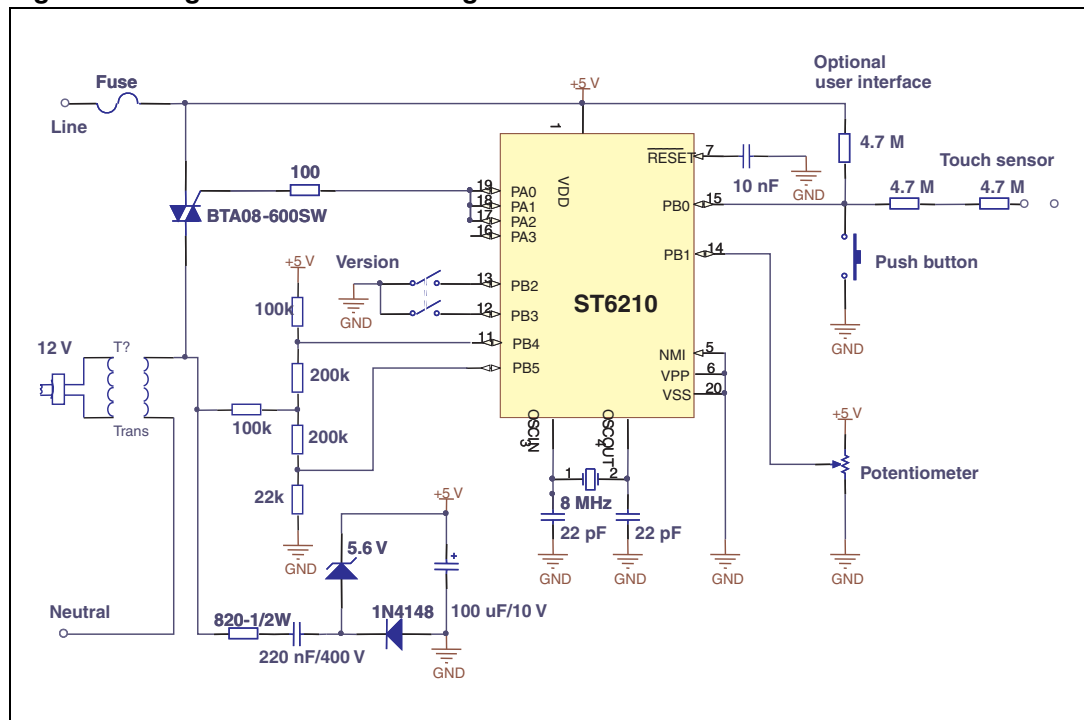 Fuse
Line
+5 V
Optional
user interface
4.7 M
Touch sensor
4.7 M
4.7 M
1
VDD
RESET
7
10 nF
GND
100
BTA08-600SW
19
PA0
18
PA1
17
PA2
16
PA3
PB0
15
PB1
14
Push button
GND
Version
GND
13
PB2
12
PB3
11
PB4
PB5
ST6210
+5 V
100k
200k
100k
200k
22k
GND
NMI
5
VPP
6
VSS
20
12 V
T?
Trans
OSCIN
3
OSCOUT
4
1
2
8 MHz
22 pF
22 pF
GND
GND
GND
+5 V
Potentiometer
GND
+5 V
5.6 V
+
100 uF/10 V
1N4148
GND
Neutral
820-1/2W
220 nF/400 V